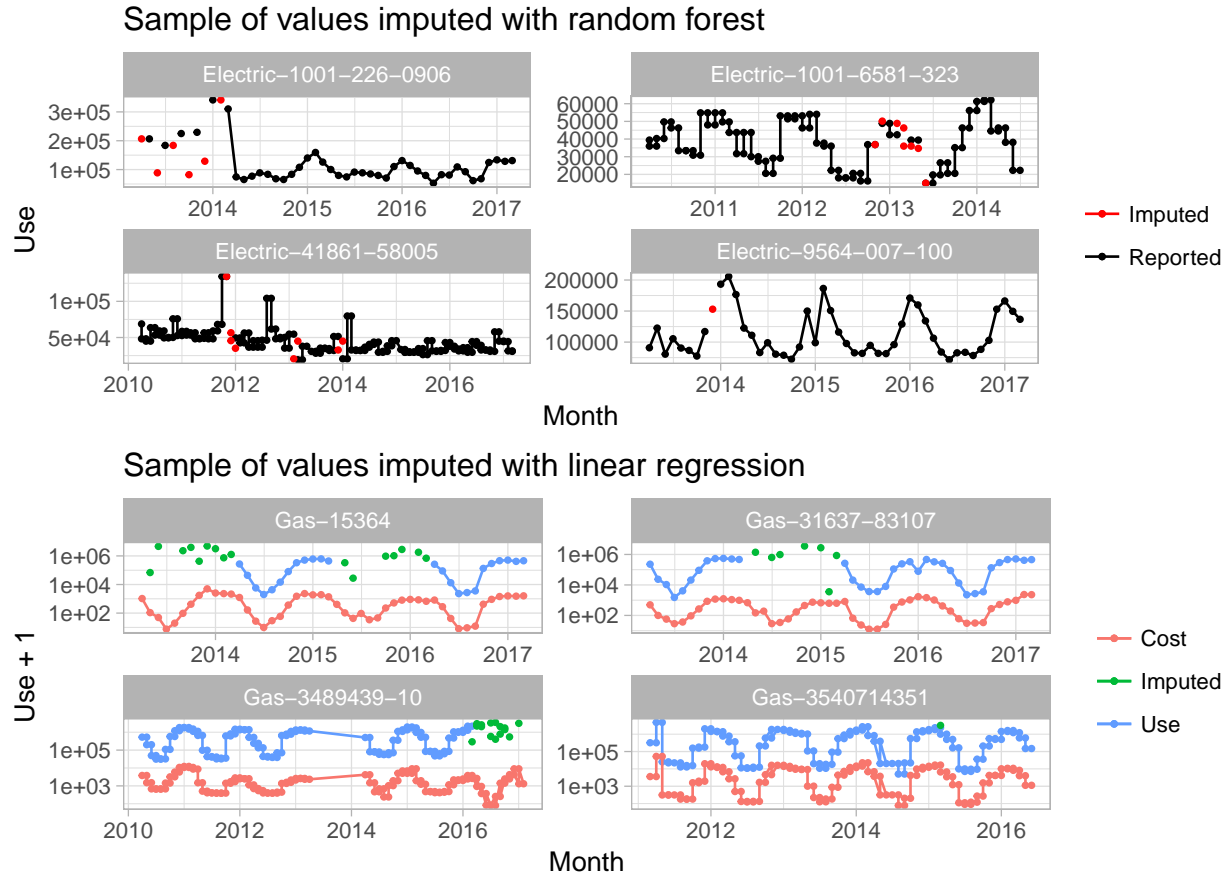 Sample of values imputed with random forest
Electric−1001−226−0906
Electric−1001−6581−323
3e+05
2e+05
1e+05
2014 2015 2016 2017
60000
50000
40000
30000
20000
2011 2012 2013 2014
Use
Imputed
Reported
Electric−41861−58005
Electric−9564−007−100
1e+05
5e+04
2010 2012 2014 2016
200000
150000
100000
2014 2015 2016 2017
Month
Sample of values imputed with linear regression
Gas−15364
Gas−31637−83107
1e+06
1e+04
1e+02
2014 2015 2016 2017
1e+06
1e+04
1e+02
2014 2015 2016 2017
Use + 1
Cost
Imputed
Use
Gas−3489439−10
Gas−3540714351
1e+05
1e+03
2010 2012 2014 2016
1e+05
1e+03
2012 2014 2016
Month